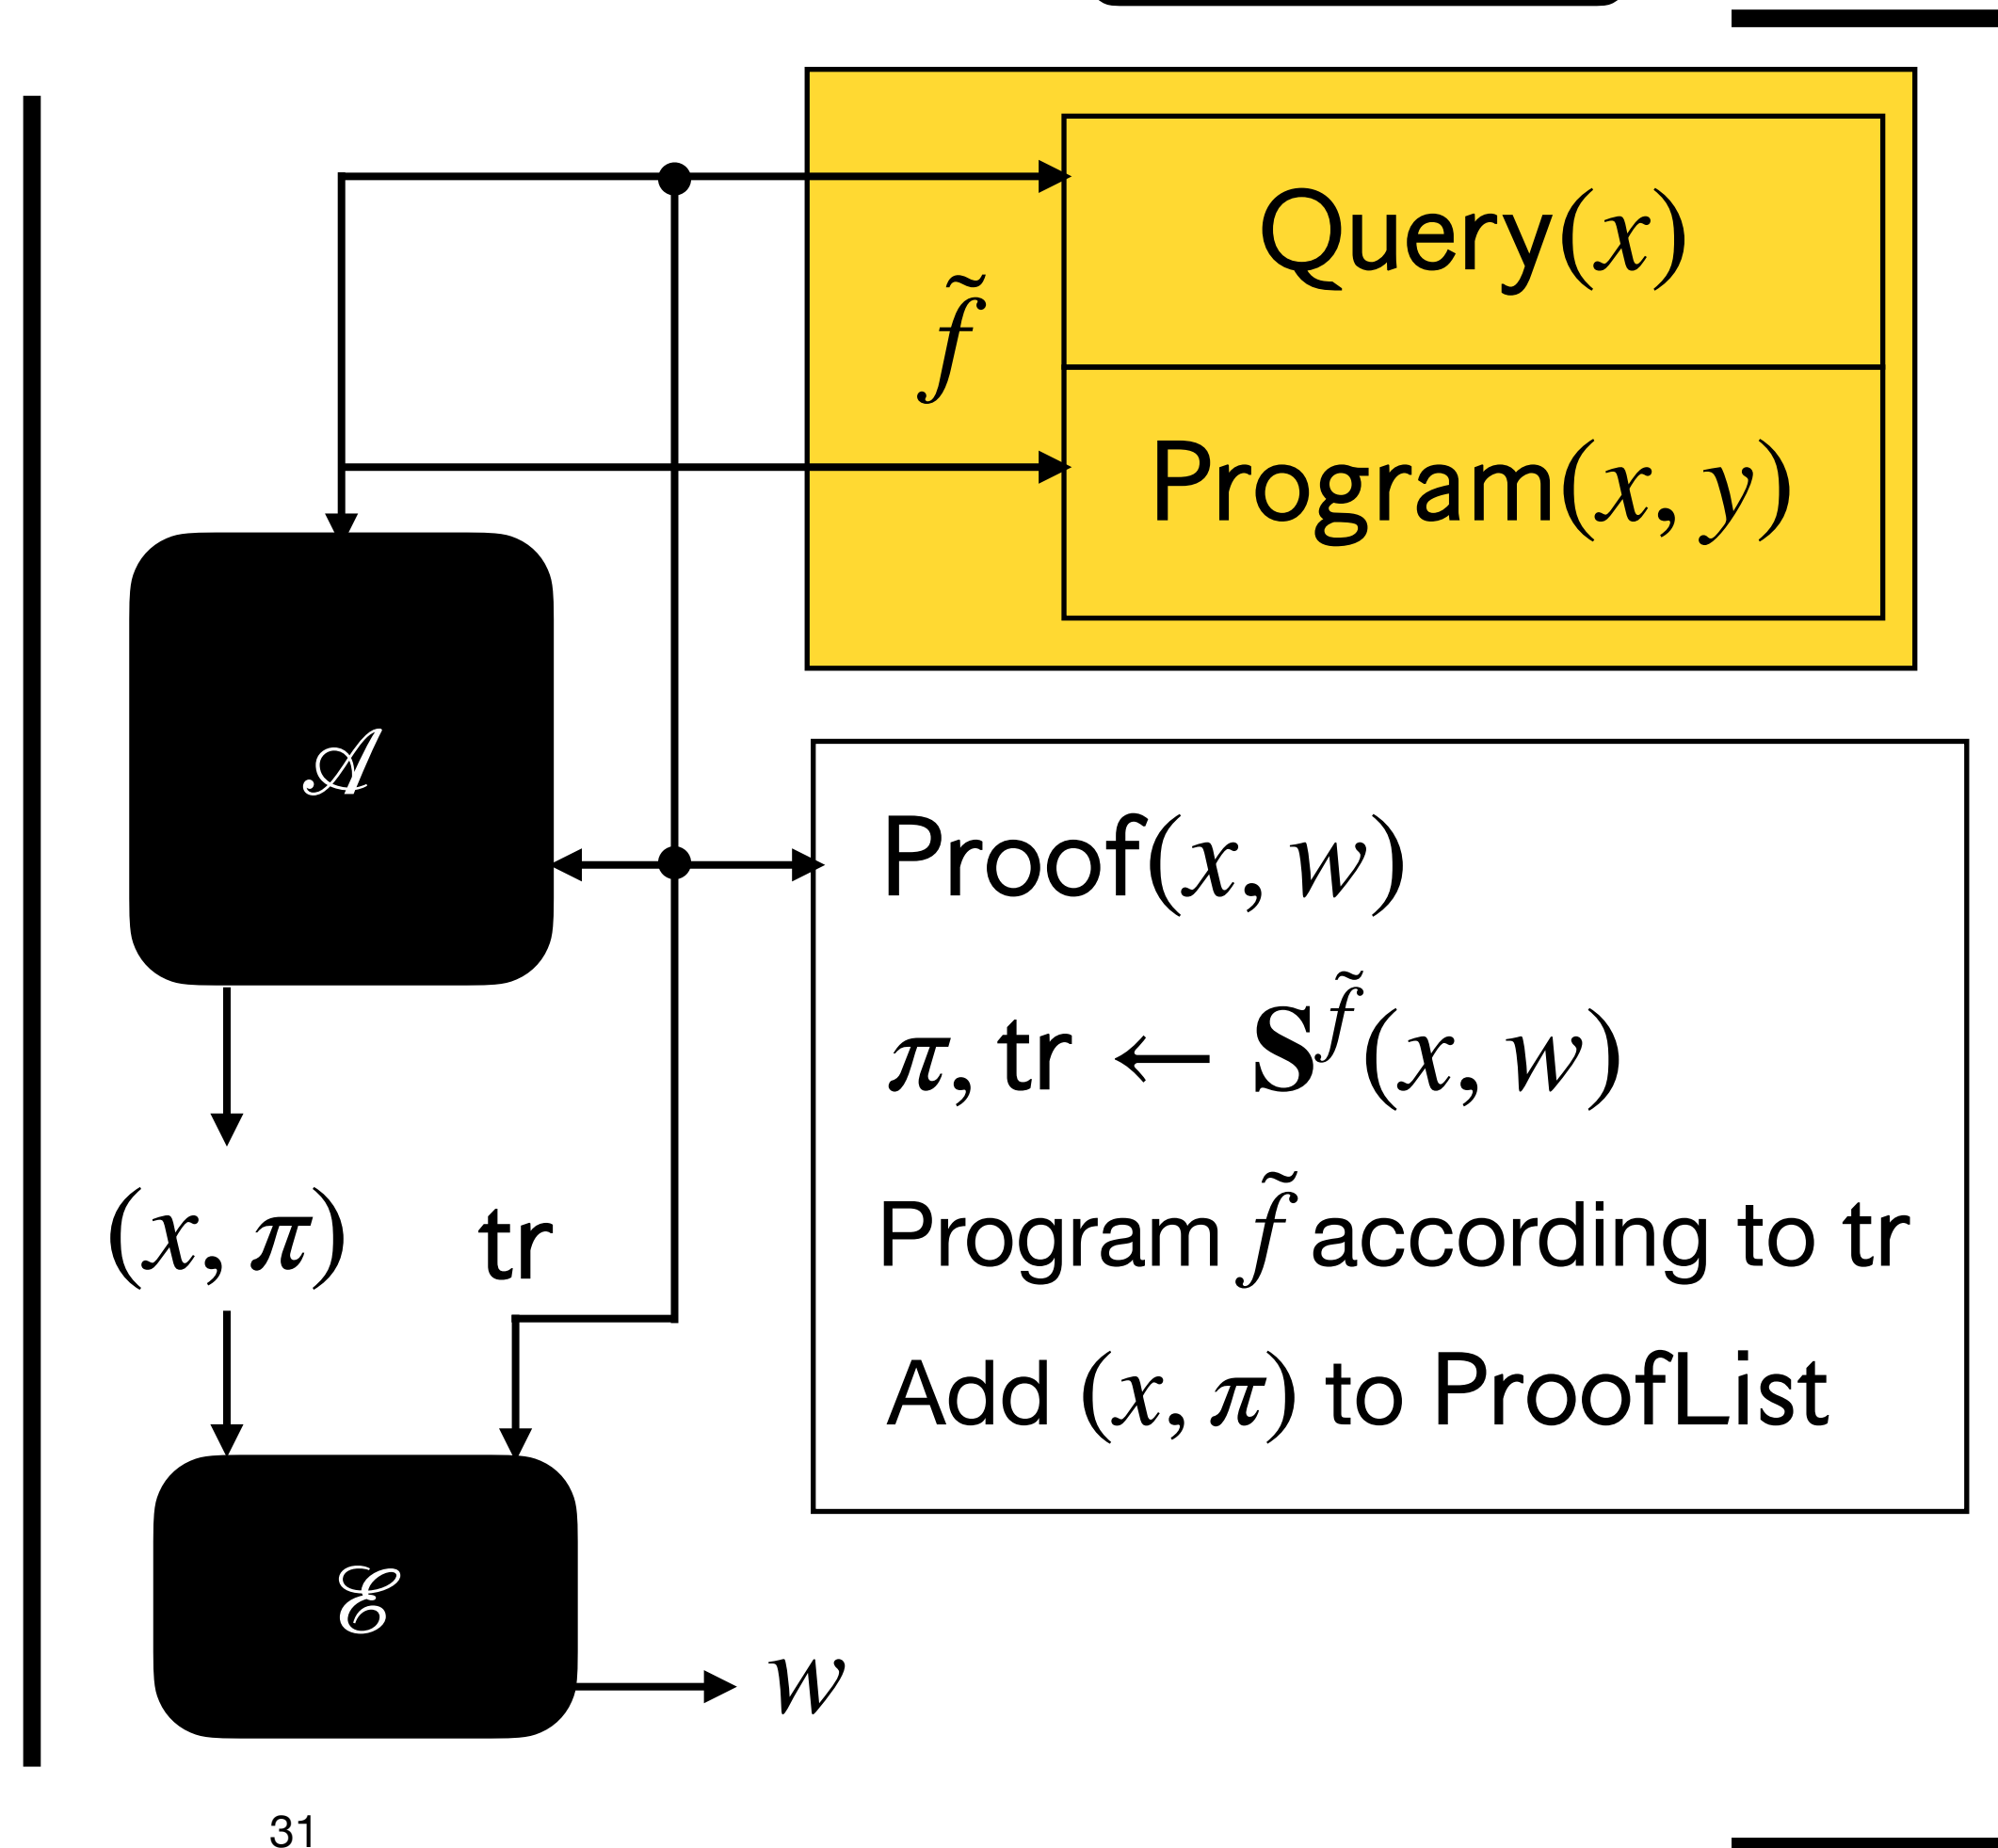 Query(x)
f̃
Program(x, y)
𝒜
Proof(x, w)
π, tr ← S^f̃(x, w)
(x, π) tr
Program f̃ according to tr
Add (x, π) to ProofList
ℰ
w
31